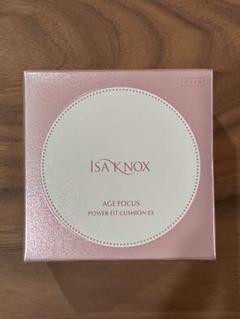 ISA KNOX
AGE FOCUS
POWER FIT CUSHION EX